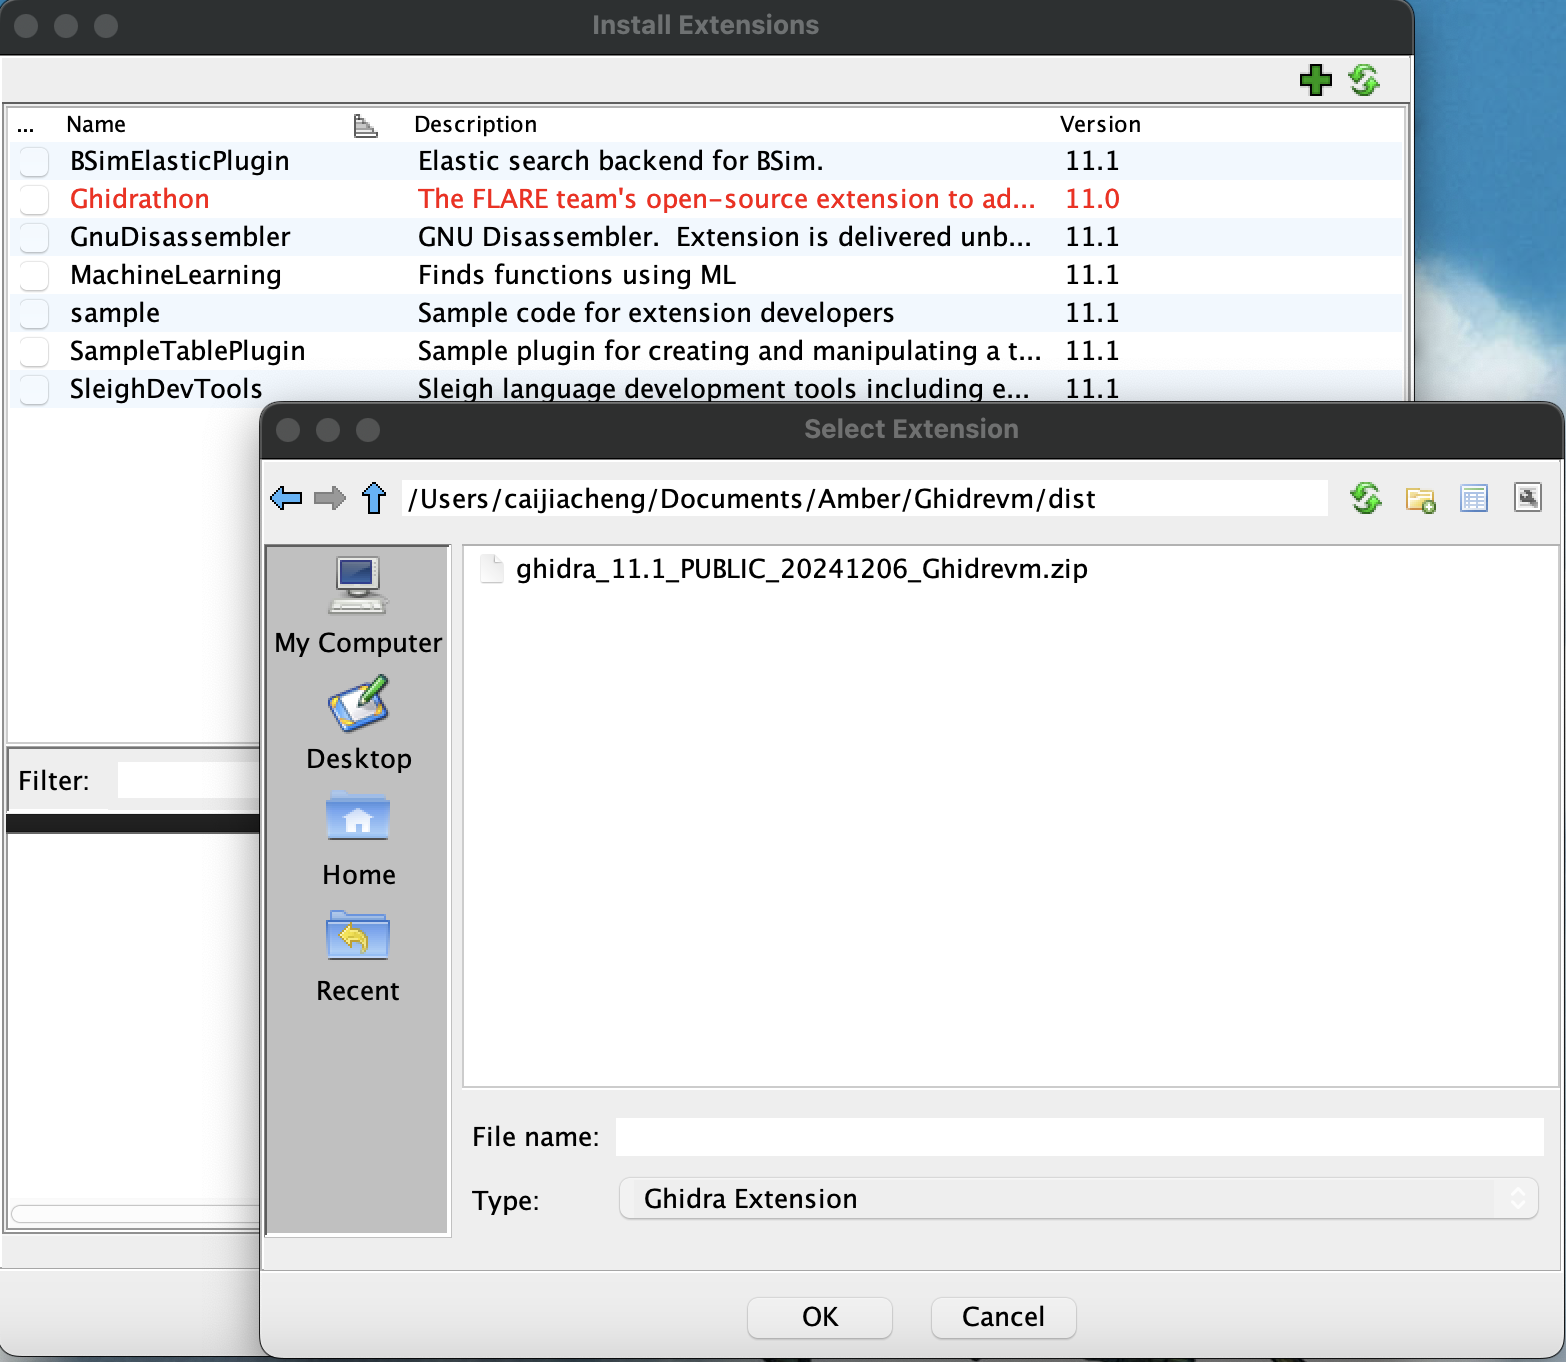 Install Extensions
... Name Description Version
BSimElasticPlugin Elastic search backend for BSim. 11.1
Ghidrathon The FLARE team's open-source extension to ad... 11.0
GnuDisassembler GNU Disassembler.  Extension is delivered unb... 11.1
MachineLearning Finds functions using ML 11.1
sample Sample code for extension developers 11.1
SampleTablePlugin Sample plugin for creating and manipulating a t... 11.1
SleighDevTools Sleigh language development tools including e... 11.1
Select Extension
/Users/caijiacheng/Documents/Amber/Ghidrevm/dist
ghidra_11.1_PUBLIC_20241206_Ghidrevm.zip
My Computer
Desktop
Filter:
Home
Recent
File name:
Type: Ghidra Extension
OK Cancel